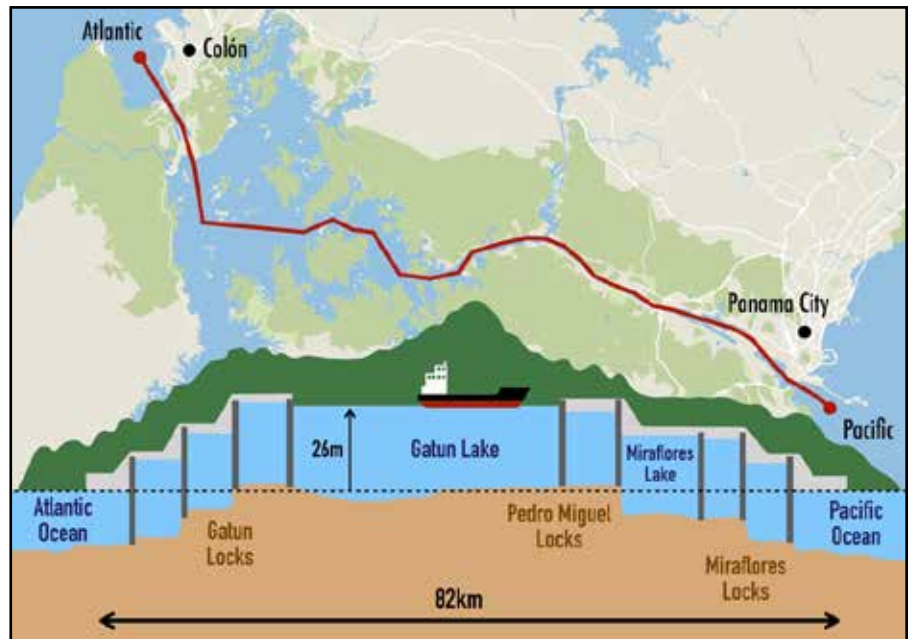 Atlantic
Colón
Panama City
Pacific
26m
Gatun Lake
Miraflores
Lake
Atlantic
Ocean
Gatun
Locks
Pedro Miguel
Locks
Miraflores
Locks
Pacific
Ocean
82km